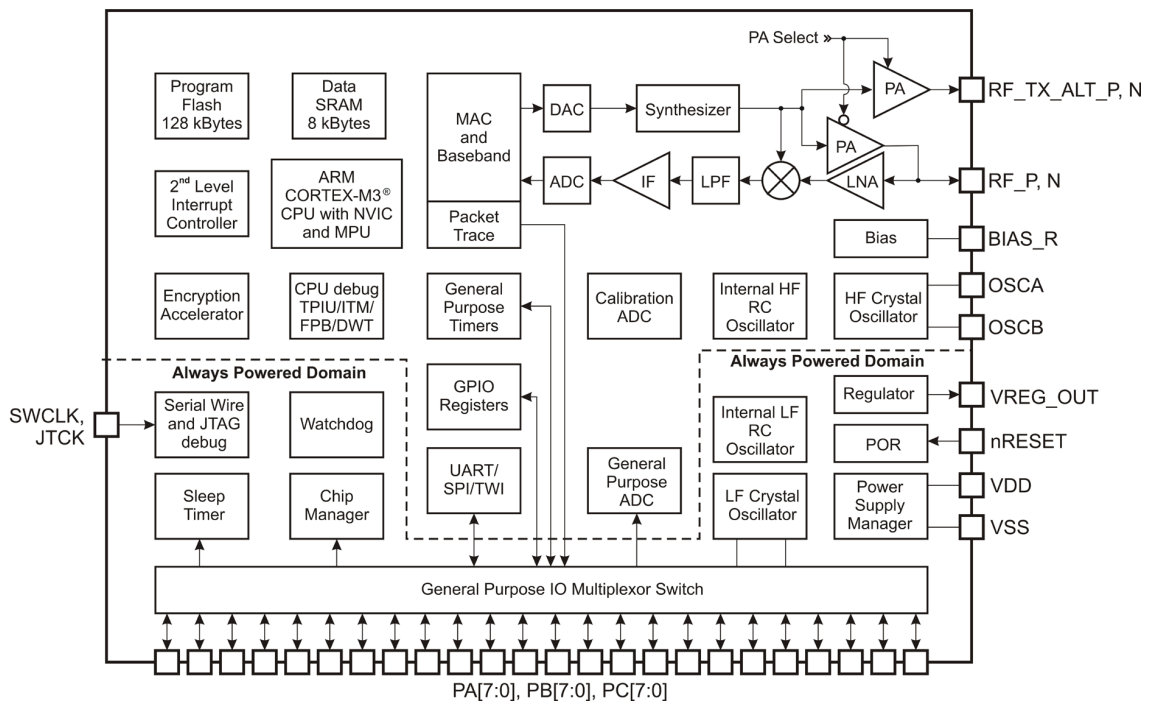 PA Select »
Program
Flash
128 kBytes
Data
SRAM
8 kBytes
MAC
and
Baseband
DAC
Synthesizer
PA
RF_TX_ALT_P, N
PA
2nd Level
Interrupt
Controller
ARM
CORTEX-M3®
CPU with NVIC
and MPU
Packet
Trace
ADC
IF
LPF
LNA
RF_P, N
Bias
BIAS_R
Encryption
Accelerator
CPU debug
TPIU/ITM/
FPB/DWT
General
Purpose
Timers
Calibration
ADC
Internal HF
RC
Oscillator
HF Crystal
Oscillator
OSCA
OSCB
Always Powered Domain
Always Powered Domain
SWCLK,
JTCK
Serial Wire
and JTAG
debug
Watchdog
GPIO
Registers
Internal LF
RC
Oscillator
Regulator
VREG_OUT
POR
nRESET
Sleep
Timer
Chip
Manager
UART/
SPI/TWI
General
Purpose
ADC
LF Crystal
Oscillator
Power
Supply
Manager
VDD
VSS
General Purpose IO Multiplexor Switch
PA[7:0], PB[7:0], PC[7:0]